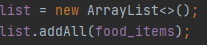 list = new ArrayList<>();
list.addAll(food_items);